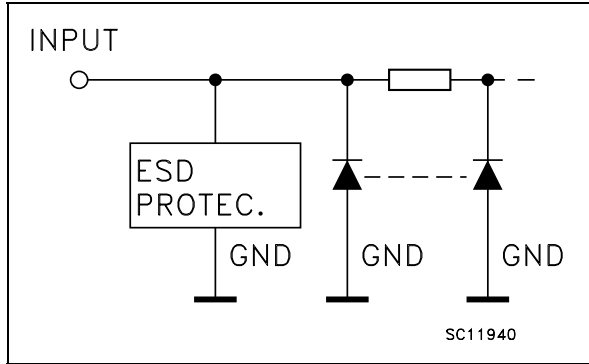 INPUT
ESD
PROTEC.
GND
GND
GND
SC11940